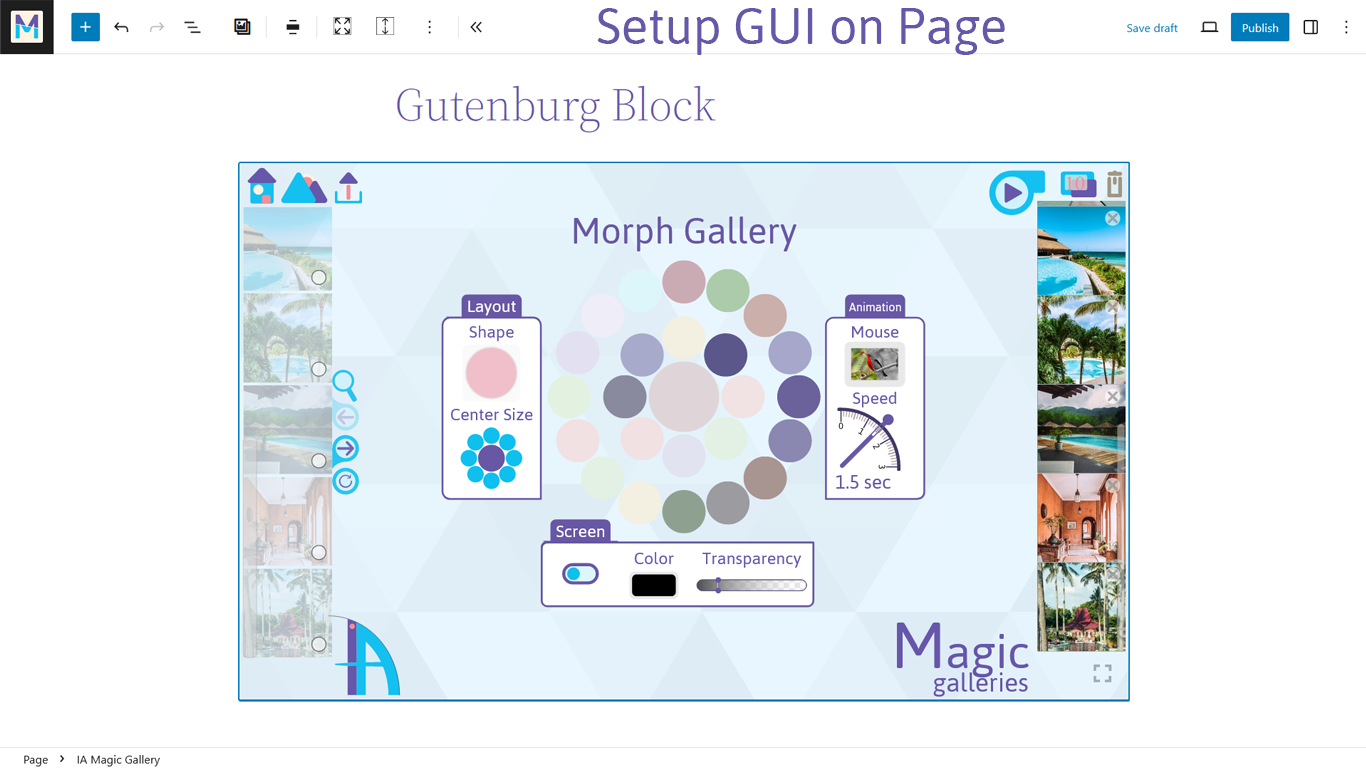 M
Setup GUI on Page
Save draft
Publish
Gutenburg Block
10
Morph Gallery
Layout
Shape
Center Size
Animation
Mouse
Speed
0
1
2
3
1.5 sec
Screen
Color
Transparency
IA
Magic
galleries
Page
IA Magic Gallery